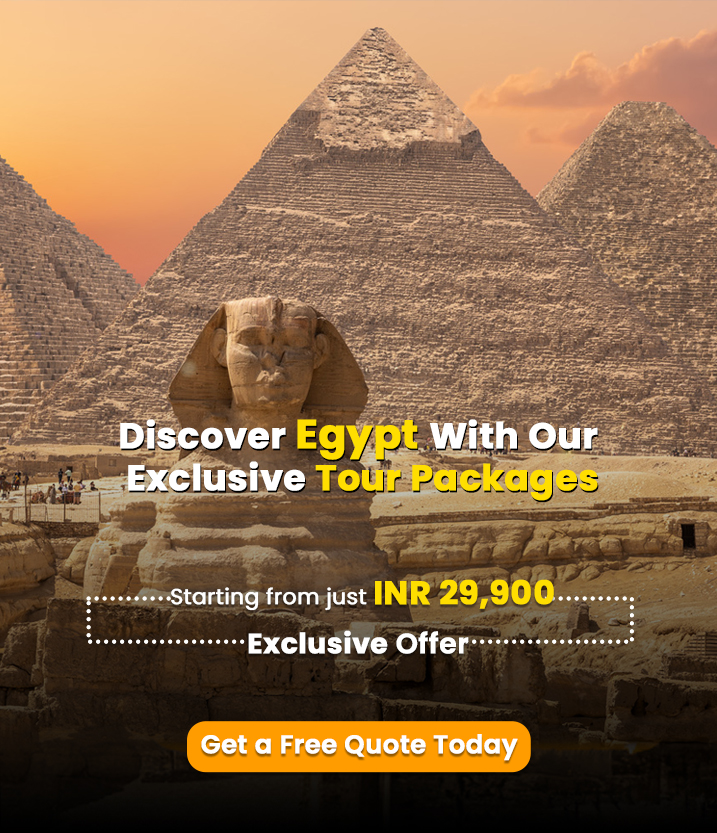 Discover Egypt With Our
Exclusive Tour Packages
Starting from just INR 29,900
Exclusive Offer
Get a Free Quote Today